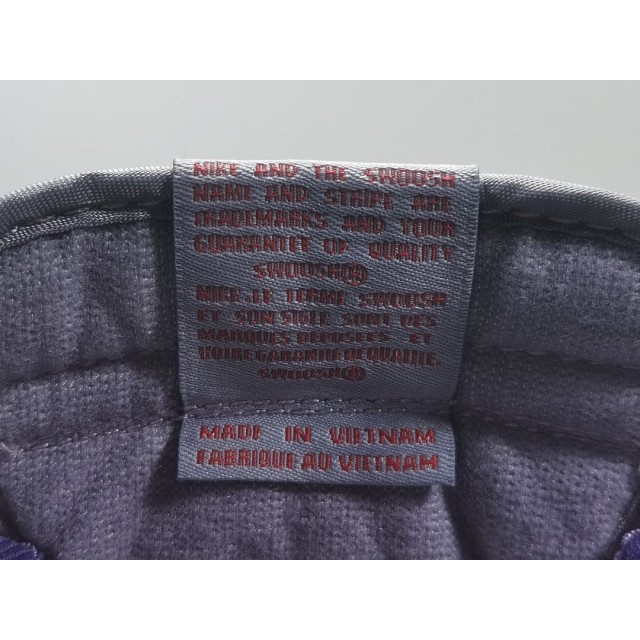 NIKE AND THE SWOOSH
NAME AND STRIPE ARE
TRADEMARKS AND YOUR
GUARANTEE OF QUALITY
SWOOSH®
NIKE.LE TERME SWOOSH
ET SON SIGLE SONT DES
MARQUES DEPOSEES ET
VOTRE GARANTIE DE QUALITE.
SWOOSH®
MADE IN VIETNAM
FABRIQUE AU VIETNAM